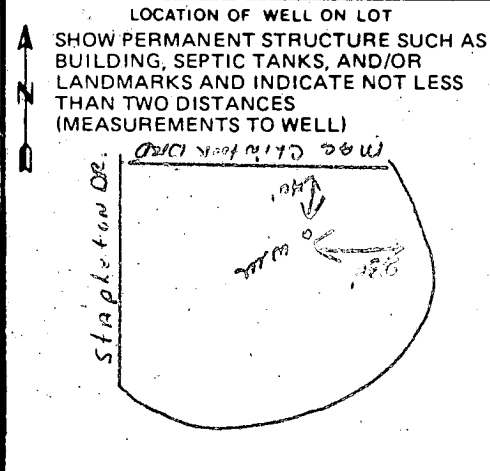 LOCATION OF WELL ON LOT
SHOW PERMANENT STRUCTURE SUCH AS
BUILDING, SEPTIC TANKS, AND/OR
LANDMARKS AND INDICATE NOT LESS
THAN TWO DISTANCES
(MEASUREMENTS TO WELL)
N
Stapleton DR.
well